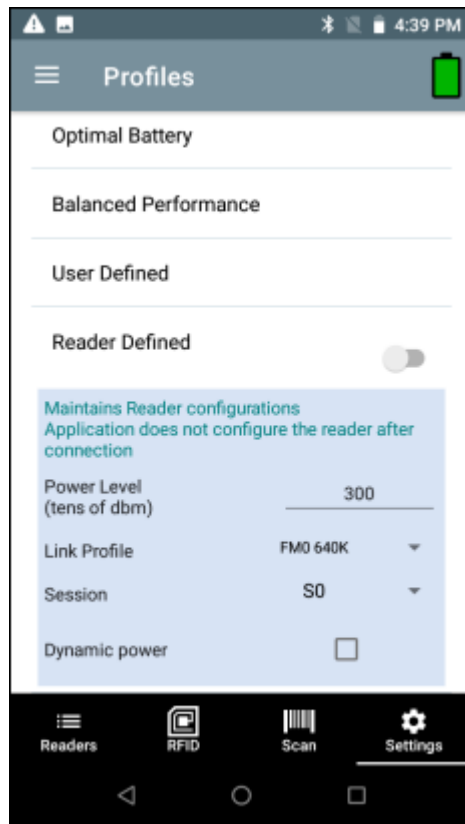 4:39 PM
Profiles
Optimal Battery
Balanced Performance
User Defined
Reader Defined
Maintains Reader configurations
Application does not configure the reader after
connection
Power Level
(tens of dbm)
300
Link Profile
FM0 640K
Session
S0
Dynamic power
Readers
RFID
Scan
Settings